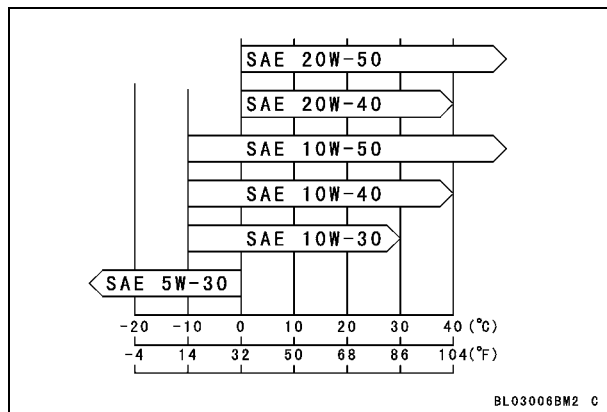 SAE 20W-50
SAE 20W-40
SAE 10W-50
SAE 10W-40
SAE 10W-30
SAE 5W-30
-20 -10 0 10 20 30 40 (°C)
-4 14 32 50 68 86 104(°F)
BL03006BM2 C